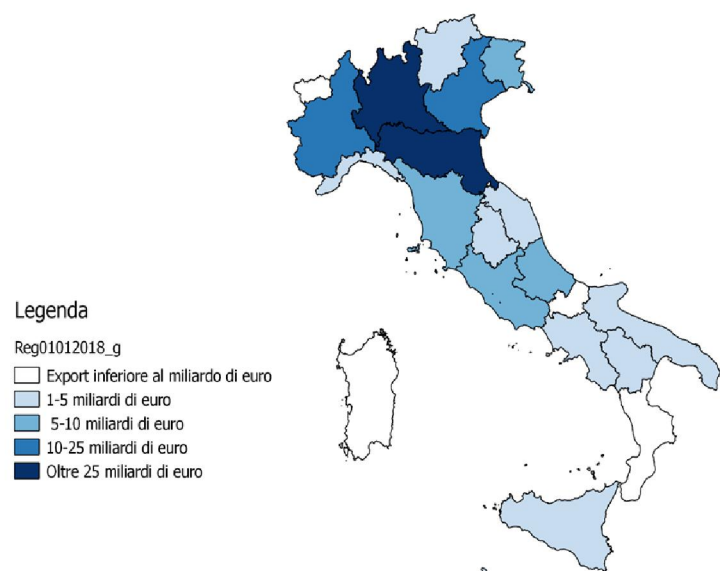 Legenda
Reg01012018_g
Export inferiore al miliardo di euro
1-5 miliardi di euro
5-10 miliardi di euro
10-25 miliardi di euro
Oltre 25 miliardi di euro